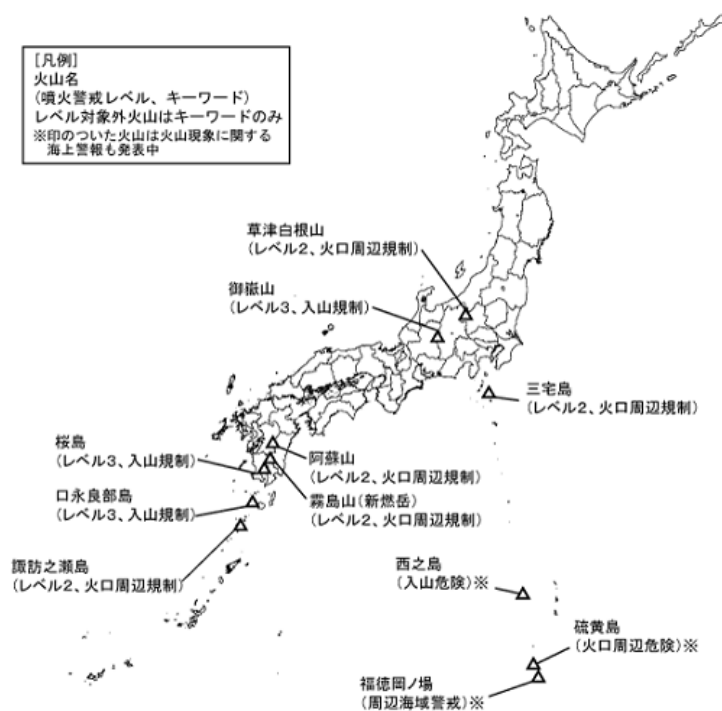 [凡例]
火山名
(噴火警戒レベル、キーワード)
レベル対象外火山はキーワードのみ
※印のついた火山は火山現象に関する
海上警報も発表中
草津白根山
(レベル2、火口周辺規制)
御嶽山
(レベル3、入山規制)
三宅島
(レベル2、火口周辺規制)
桜島
(レベル3、入山規制)
阿蘇山
(レベル2、火口周辺規制)
口永良部島
(レベル3、入山規制)
霧島山(新燃岳)
(レベル2、火口周辺規制)
諏訪之瀬島
(レベル2、火口周辺規制)
西之島
(入山危険)※
硫黄島
(火口周辺危険)※
福徳岡ノ場
(周辺海域警戒)※